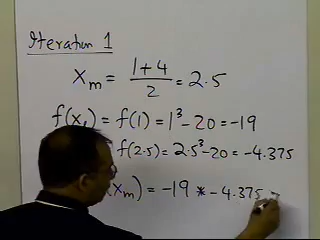 Iteration 1
Xm = 1+4 / 2 = 2.5
f(x1) = f(1) = 1³-20 = -19
f(2.5) = 2.5³-20 = -4.375
xm) = -19 * -4.375